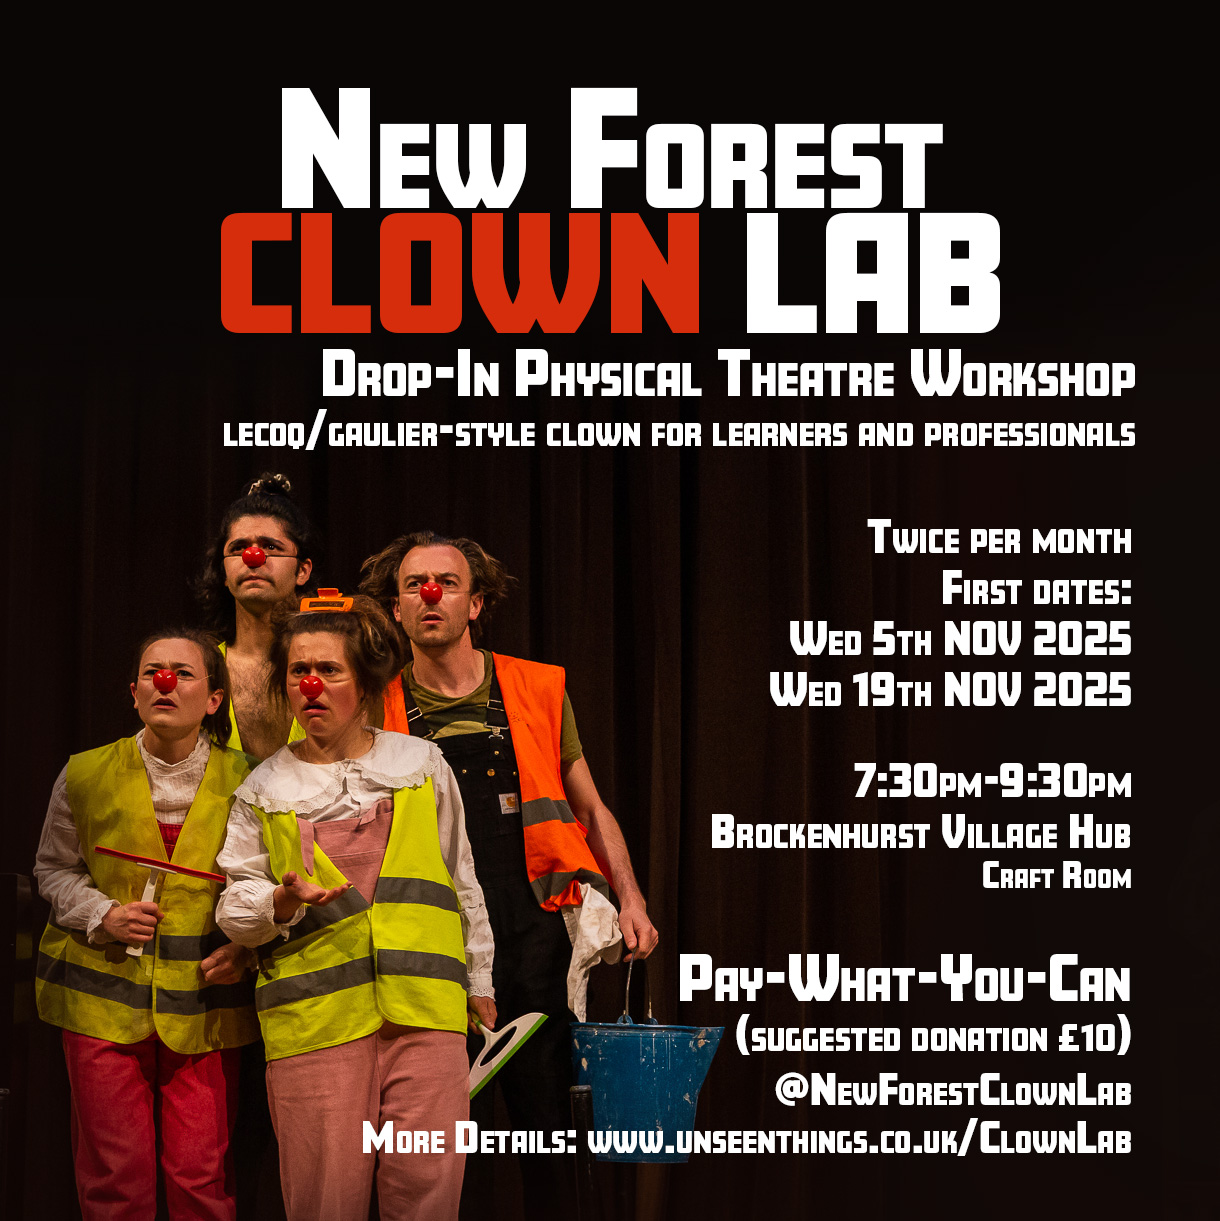 New Forest
CLOWN LAB
Drop-In Physical Theatre Workshop
lecoq/gaulier-style clown for learners and professionals
Twice per month
First dates:
Wed 5th NOV 2025
Wed 19th NOV 2025
7:30pm-9:30pm
Brockenhurst Village Hub
Craft Room
Pay-What-You-Can
(suggested donation £10)
@NewForestClownLab
More Details: www.unseenthings.co.uk/ClownLab